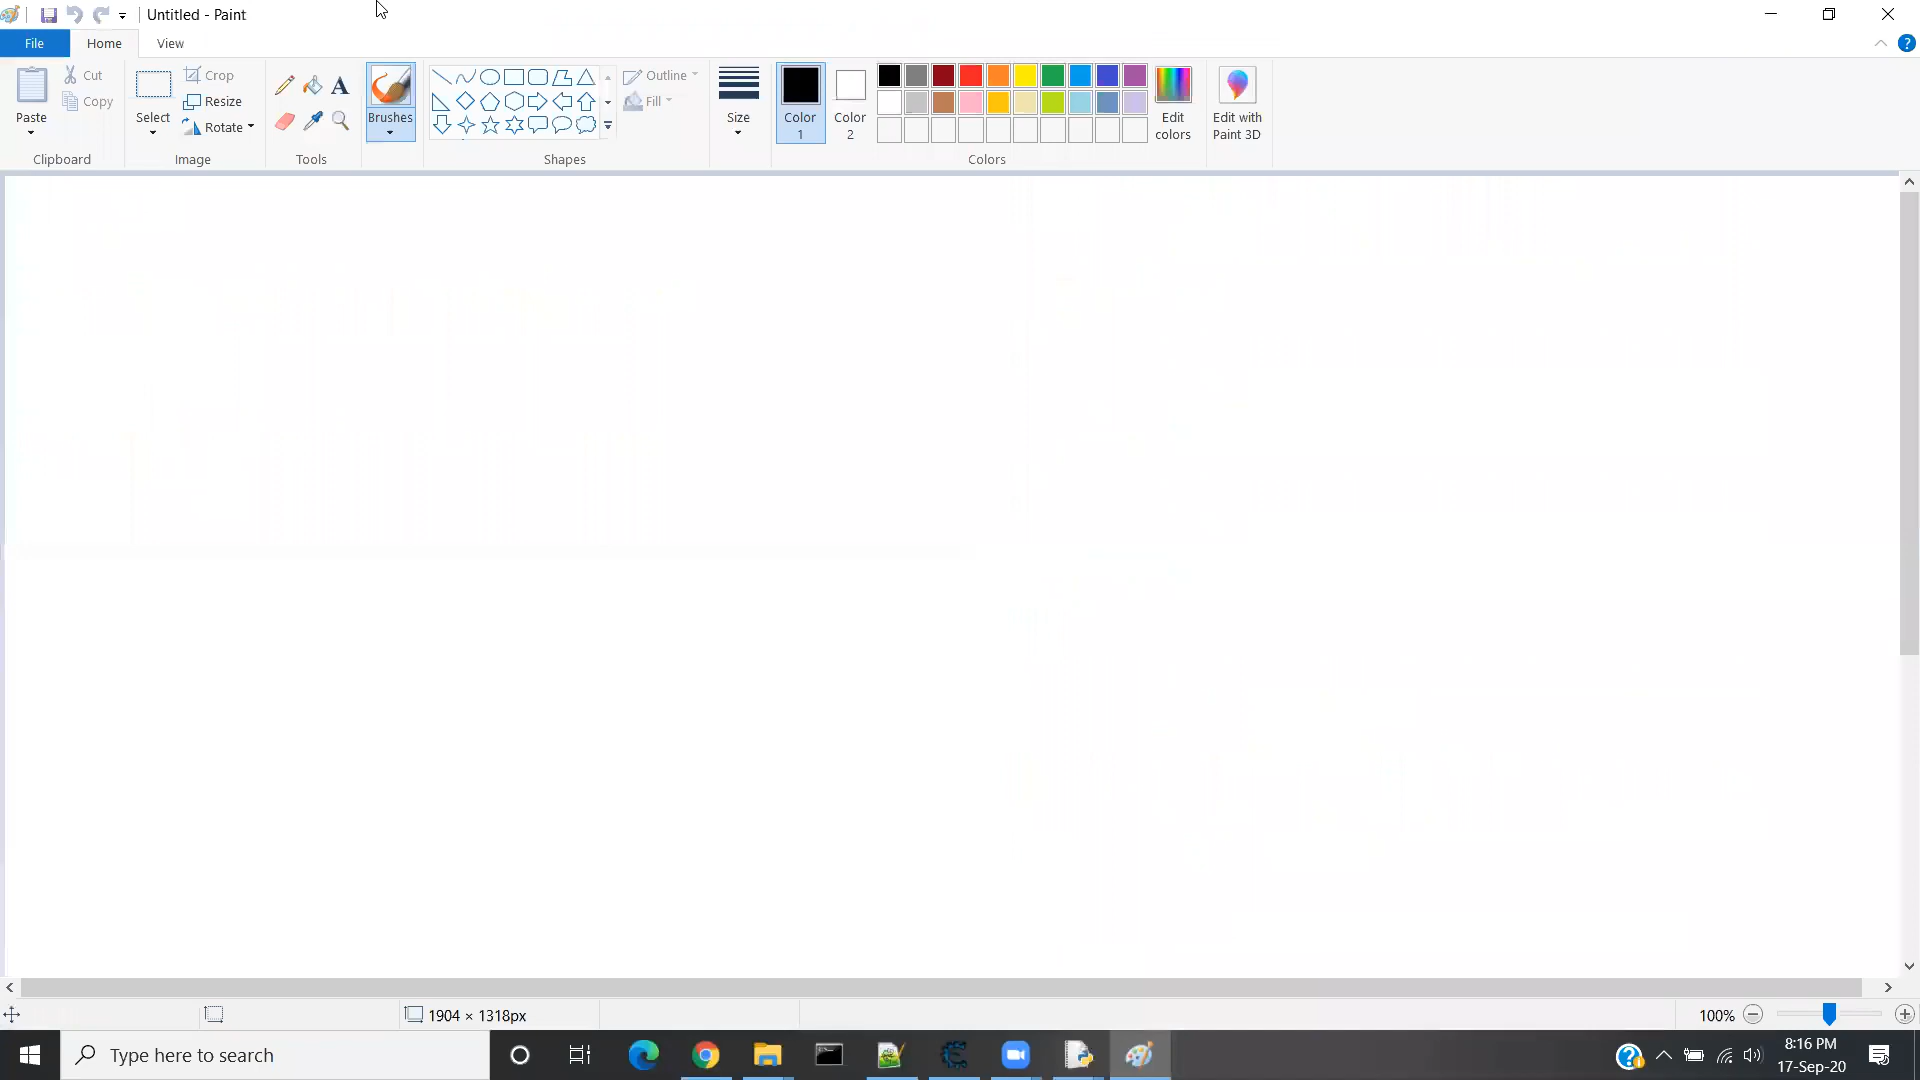 Untitled - Paint
File Home View
Paste
Cut
Copy
Clipboard
Select
Crop
Resize
Rotate
Image
A
Tools
Brushes
Shapes
Outline
Fill
Size
Color 1
Color 2
Colors
Edit colors
Edit with Paint 3D
?
1904 × 1318px
100%
Type here to search
8:16 PM
17-Sep-20